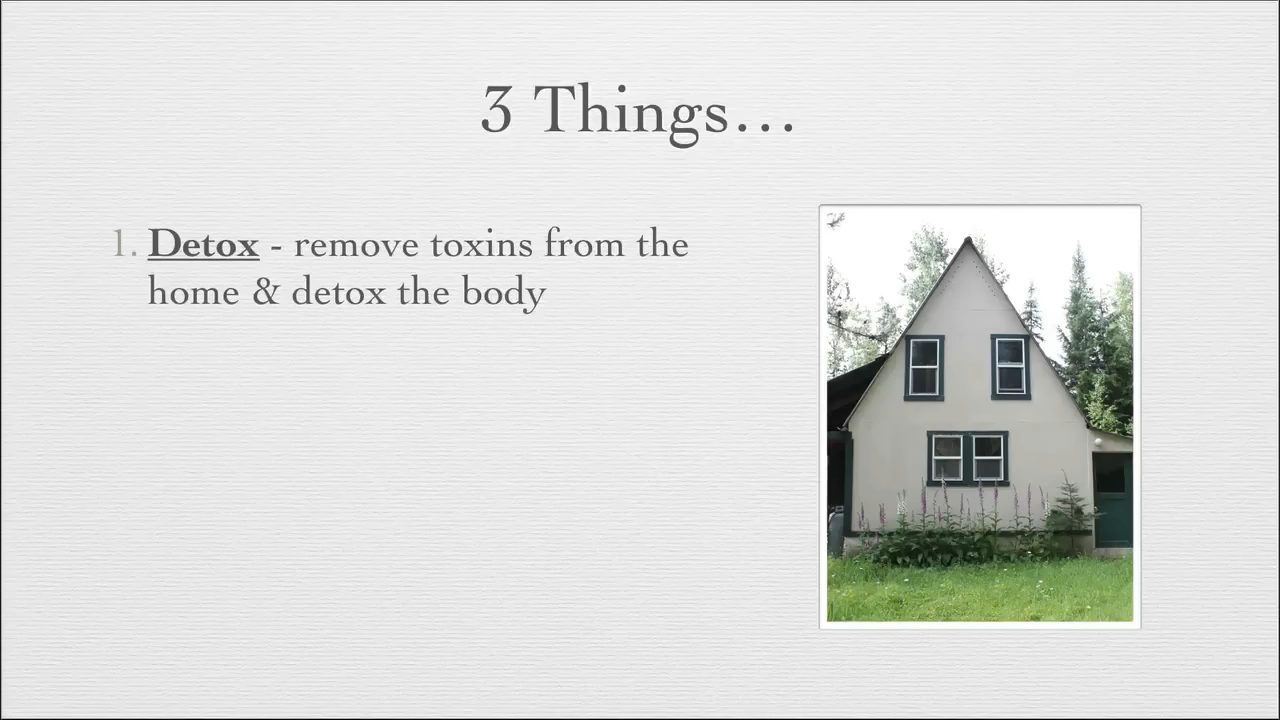 3 Things…
1. Detox - remove toxins from the
home & detox the body